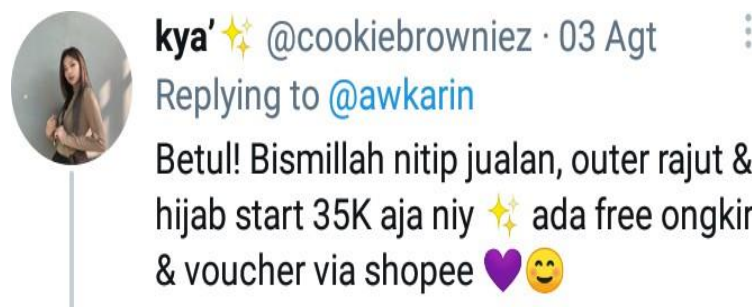 kya’✨ @cookiebrowniez · 03 Agt
Replying to @awkarin
Betul! Bismillah nitip jualan, outer rajut &
hijab start 35K aja niy ✨ ada free ongkir
& voucher via shopee 💜😊